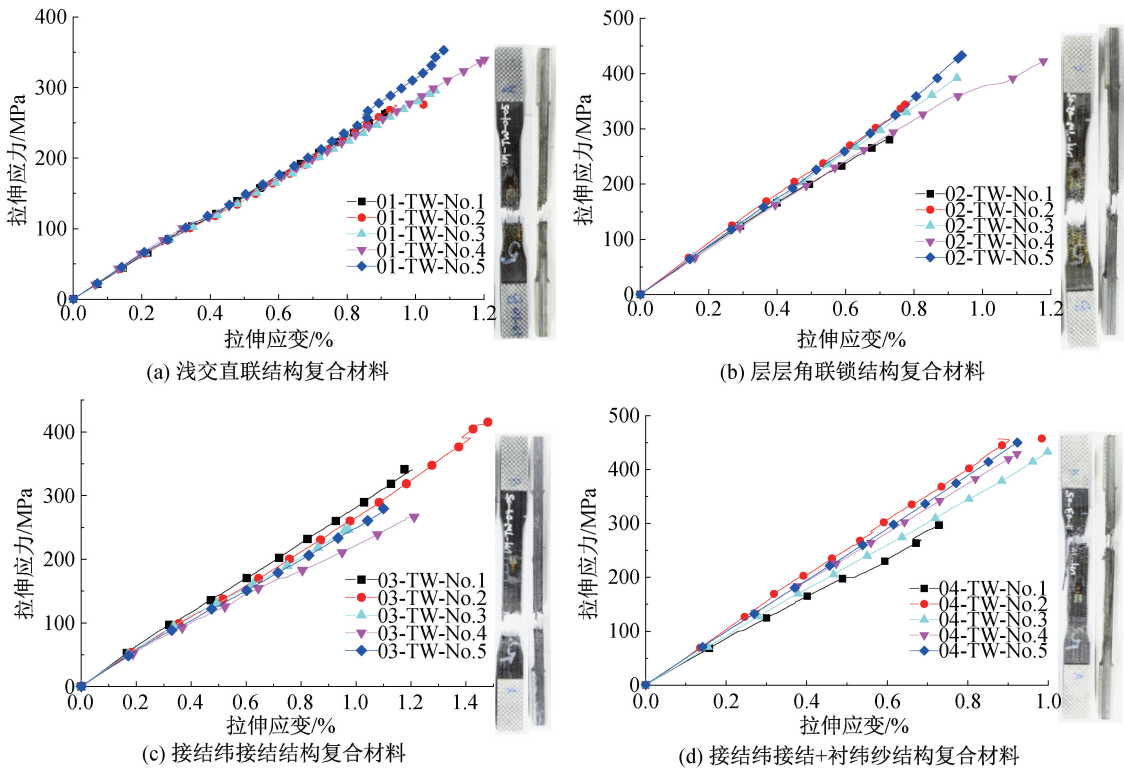 400
300
200
100
0
拉伸应力/MPa
0.0 0.2 0.4 0.6 0.8 1.0 1.2
拉伸应变/%
01-TW-No.1
01-TW-No.2
01-TW-No.3
01-TW-No.4
01-TW-No.5
(a) 浅交直联结构复合材料
500
400
300
200
100
0
拉伸应力/MPa
0.0 0.2 0.4 0.6 0.8 1.0 1.2
拉伸应变/%
02-TW-No.1
02-TW-No.2
02-TW-No.3
02-TW-No.4
02-TW-No.5
(b) 层层角联锁结构复合材料
400
300
200
100
0
拉伸应力/MPa
0.0 0.2 0.4 0.6 0.8 1.0 1.2 1.4
拉伸应变/%
03-TW-No.1
03-TW-No.2
03-TW-No.3
03-TW-No.4
03-TW-No.5
(c) 接结纬接结结构复合材料
500
400
300
200
100
0
拉伸应力/MPa
0.0 0.2 0.4 0.6 0.8 1.0
拉伸应变/%
04-TW-No.1
04-TW-No.2
04-TW-No.3
04-TW-No.4
04-TW-No.5
(d) 接结纬接结+衬纬纱结构复合材料